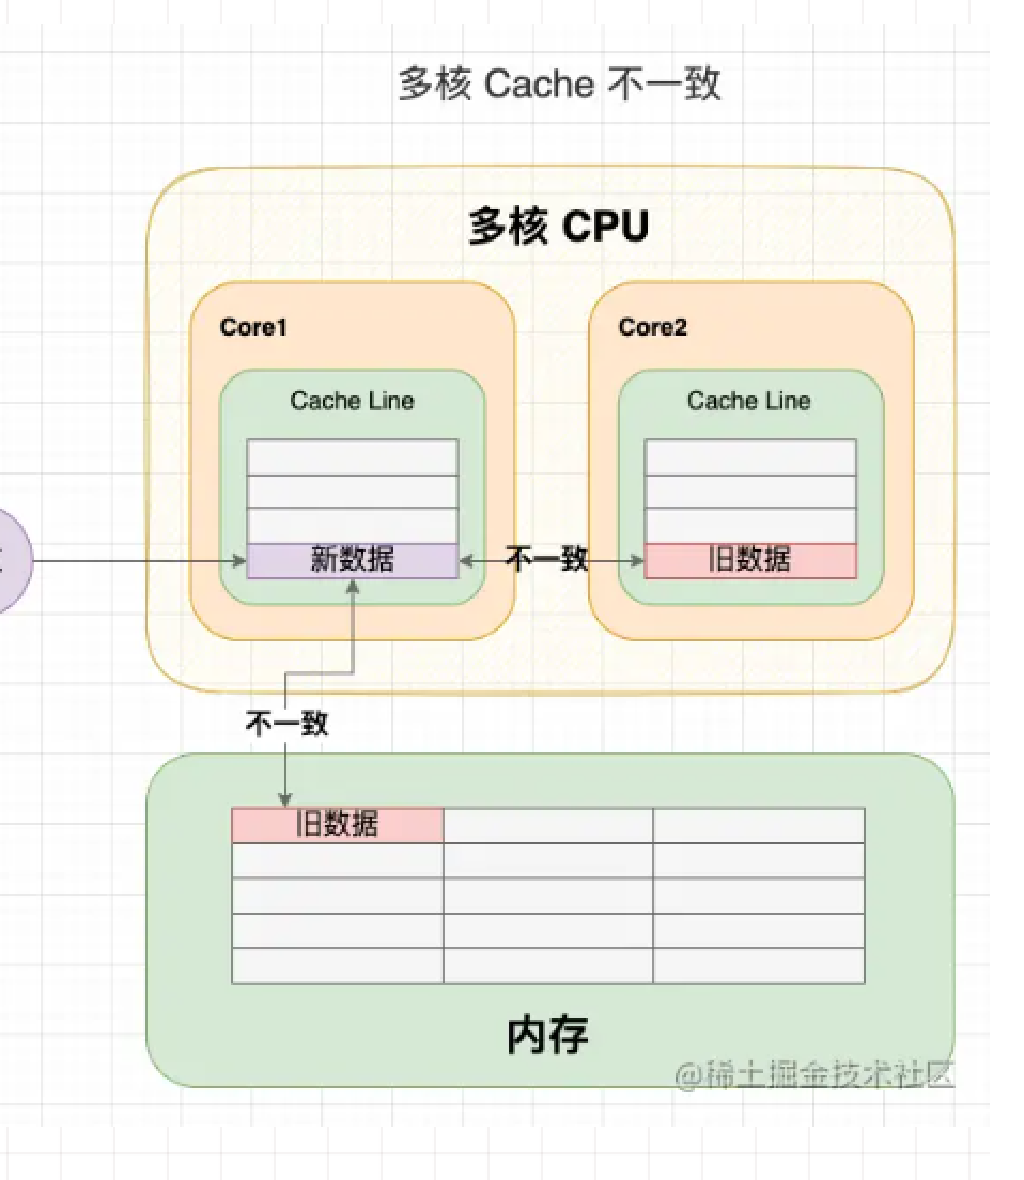 多核 Cache 不一致
多核 CPU
Core1
Core2
Cache Line
Cache Line
新数据
不一致
旧数据
不一致
旧数据
内存
@稀土掘金技术社区